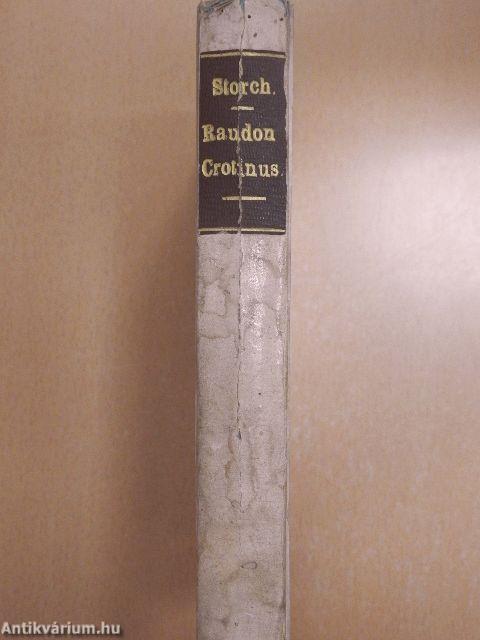 Storch.
Raudon
Crotinus.
Antikvárium.hu